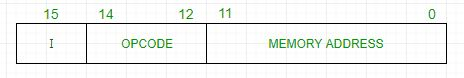 15 14 12 11 0
I OPCODE MEMORY ADDRESS